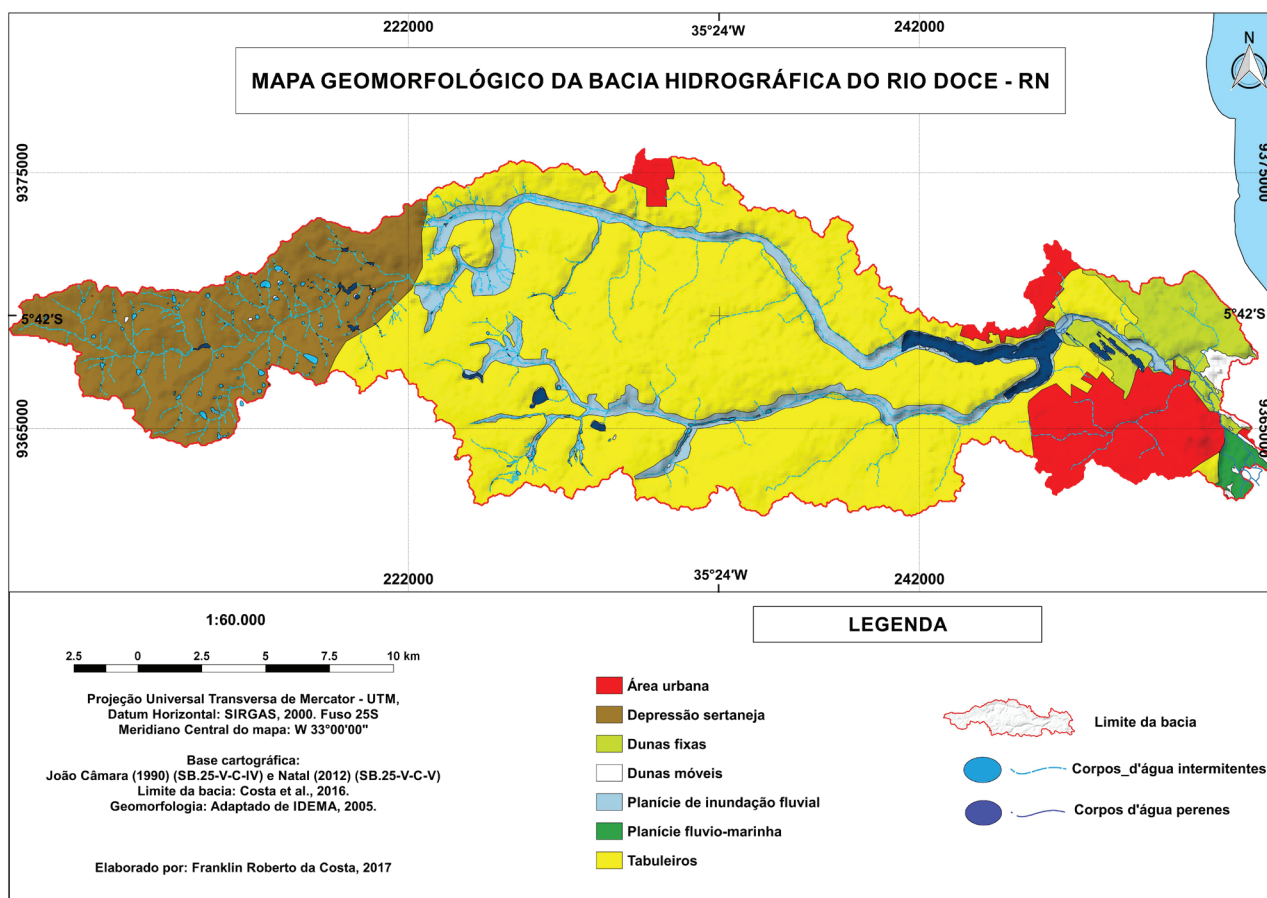 222000
35°24'W
242000
N
MAPA GEOMORFOLÓGICO DA BACIA HIDROGRÁFICA DO RIO DOCE - RN
9375000
9375000
5°42'S
5°42'S
9365000
9365000
222000
35°24'W
242000
1:60.000
2.5 0 2.5 5 7.5 10 km
Projeção Universal Transversa de Mercator - UTM,
Datum Horizontal: SIRGAS, 2000. Fuso 25S
Meridiano Central do mapa: W 33°00'00"
Base cartográfica:
João Câmara (1990) (SB.25-V-C-IV) e Natal (2012) (SB.25-V-C-V)
Limite da bacia: Costa et al., 2016.
Geomorfologia: Adaptado de IDEMA, 2005.
Elaborado por: Franklin Roberto da Costa, 2017
LEGENDA
Área urbana
Depressão sertaneja
Dunas fixas
Dunas móveis
Planície de inundação fluvial
Planície fluvio-marinha
Tabuleiros
Limite da bacia
Corpos_d'água intermitentes
Corpos d'água perenes